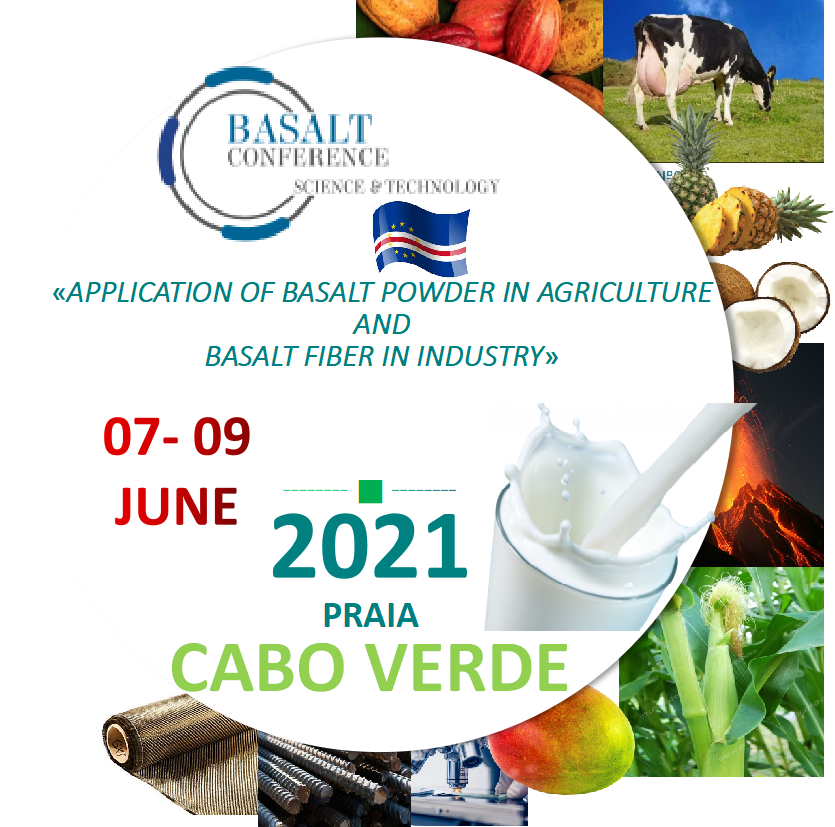 BASALT
CONFERENCE
SCIENCE & TECHNOLOGY
«APPLICATION OF BASALT POWDER IN AGRICULTURE
AND
BASALT FIBER IN INDUSTRY»
07- 09
JUNE
2021
PRAIA
CABO VERDE